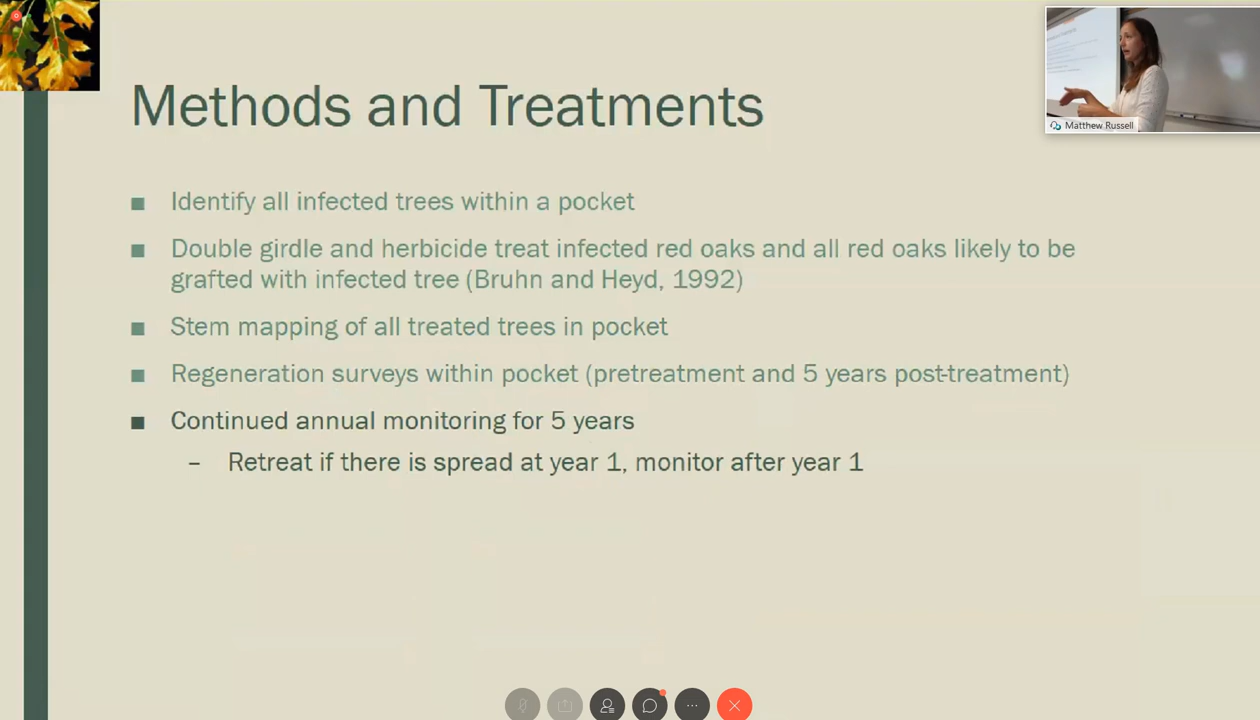 Methods and Treatments
Matthew Russell
■ Identify all infected trees within a pocket
■ Double girdle and herbicide treat infected red oaks and all red oaks likely to be
grafted with infected tree (Bruhn and Heyd, 1992)
■ Stem mapping of all treated trees in pocket
■ Regeneration surveys within pocket (pretreatment and 5 years post-treatment)
■ Continued annual monitoring for 5 years
– Retreat if there is spread at year 1, monitor after year 1